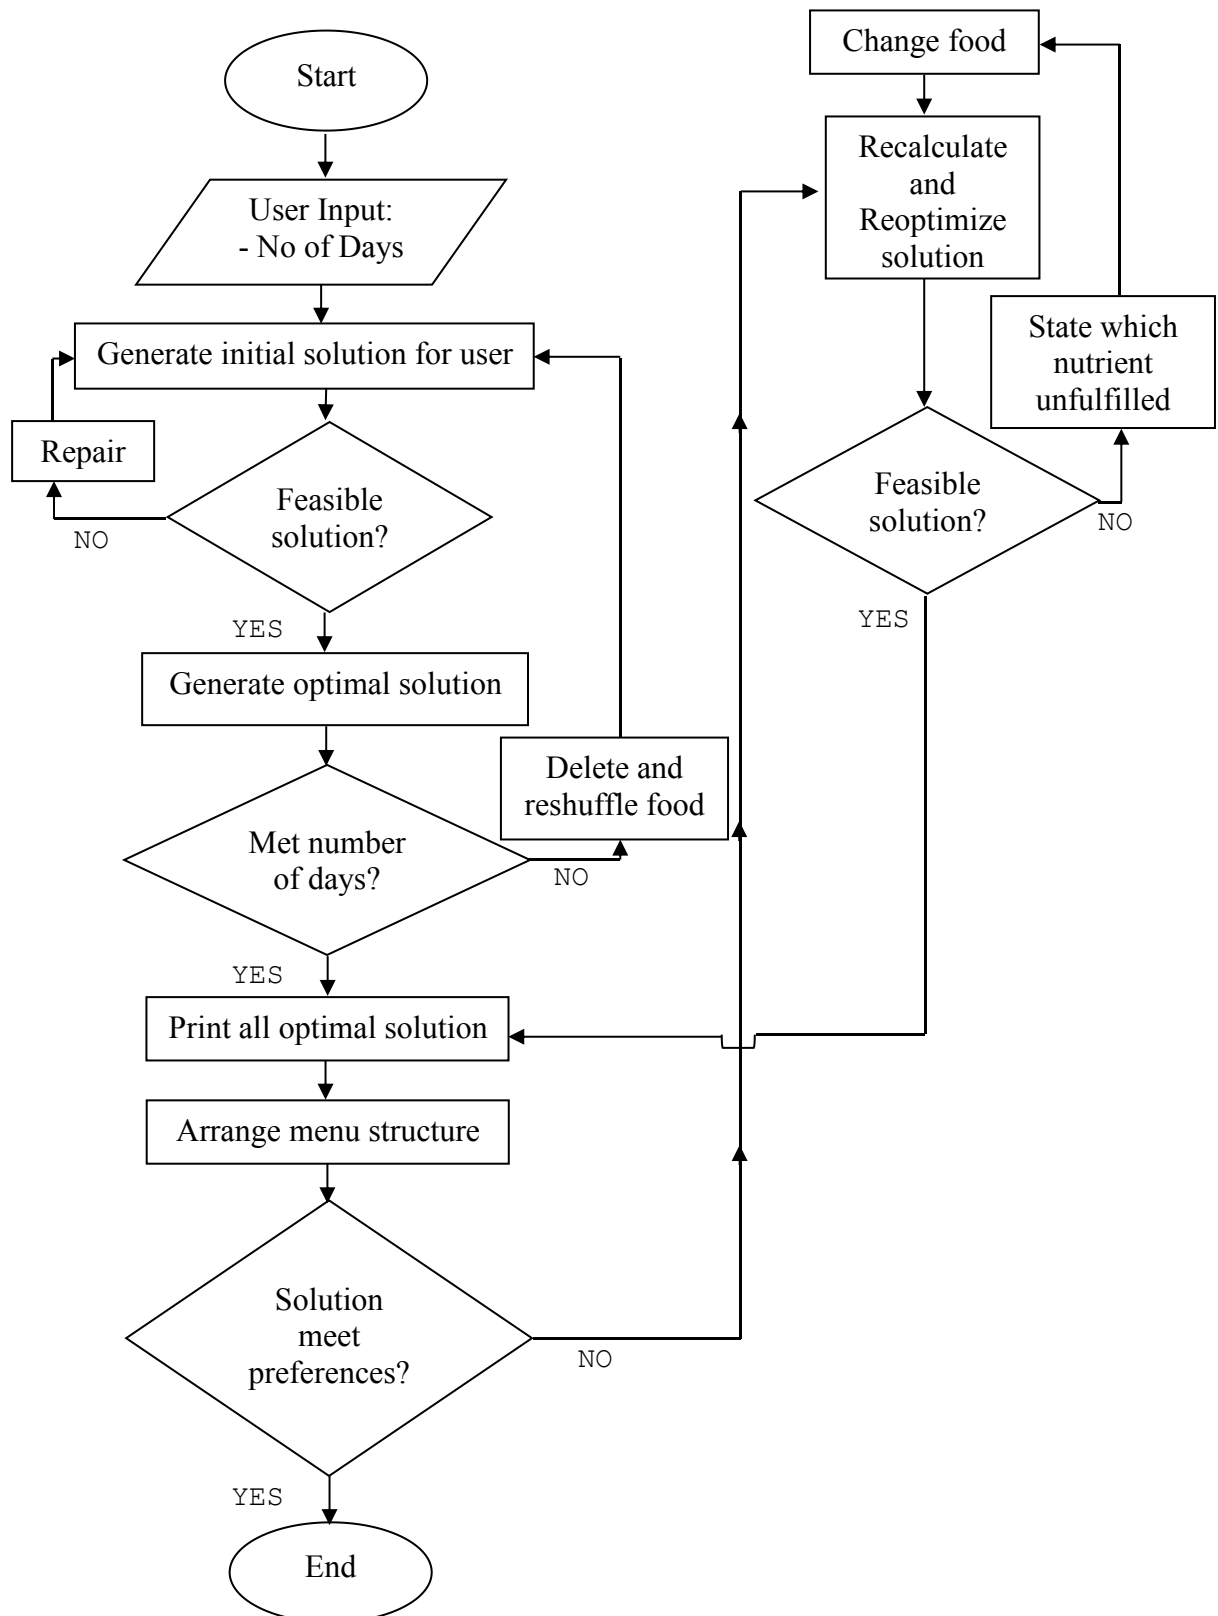 Start
User Input:
- No of Days
Generate initial solution for user
Repair
Feasible
solution?
NO
YES
Generate optimal solution
Delete and
reshuffle food
Met number
of days?
NO
YES
Print all optimal solution
Arrange menu structure
Solution
meet
preferences?
NO
YES
End
Change food
Recalculate
and
Reoptimize
solution
State which
nutrient
unfulfilled
Feasible
solution?
NO
YES